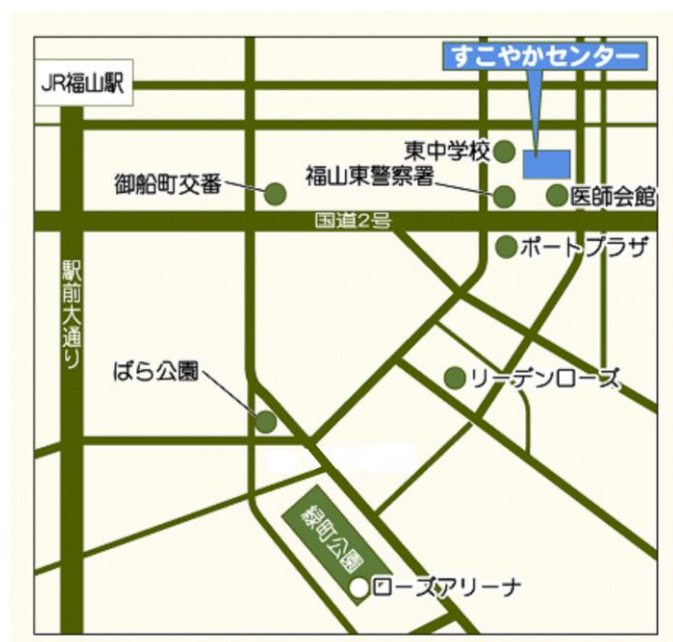 すこやかセンター
JR福山駅
東中学校
福山東警察署
御船町交番
医師会館
国道2号
ポートプラザ
駅前大通り
ばら公園
リーデンローズ
緑町公園
ローズアリーナ